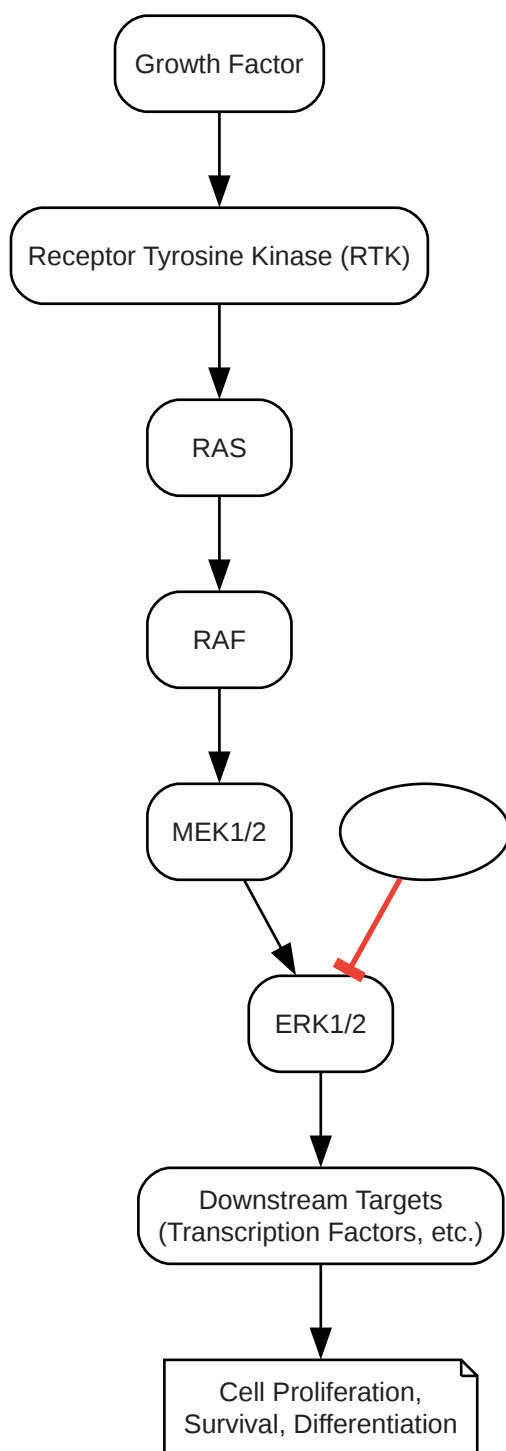 Growth Factor
Receptor Tyrosine Kinase (RTK)
RAS
RAF
MEK1/2
ERK1/2
Downstream Targets
(Transcription Factors, etc.)
Cell Proliferation,
Survival, Differentiation